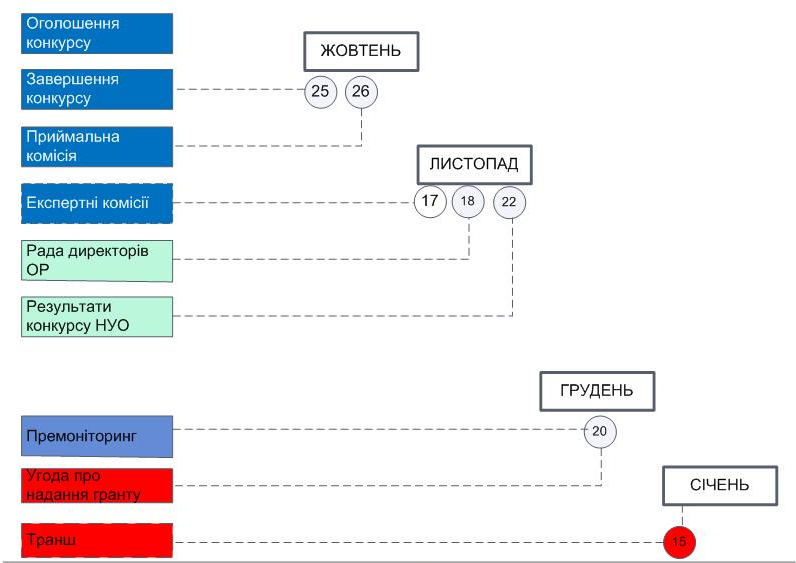 Оголошення
конкурсу
ЖОВТЕНЬ
Завершення
конкурсу
25 26
Приймальна
комісія
ЛИСТОПАД
Експертні комісії
17 18 22
Рада директорів
ОР
Результати
конкурсу НУО
ГРУДЕНЬ
Премоніторинг
20
Угода про
надання гранту
СІЧЕНЬ
Транш
15